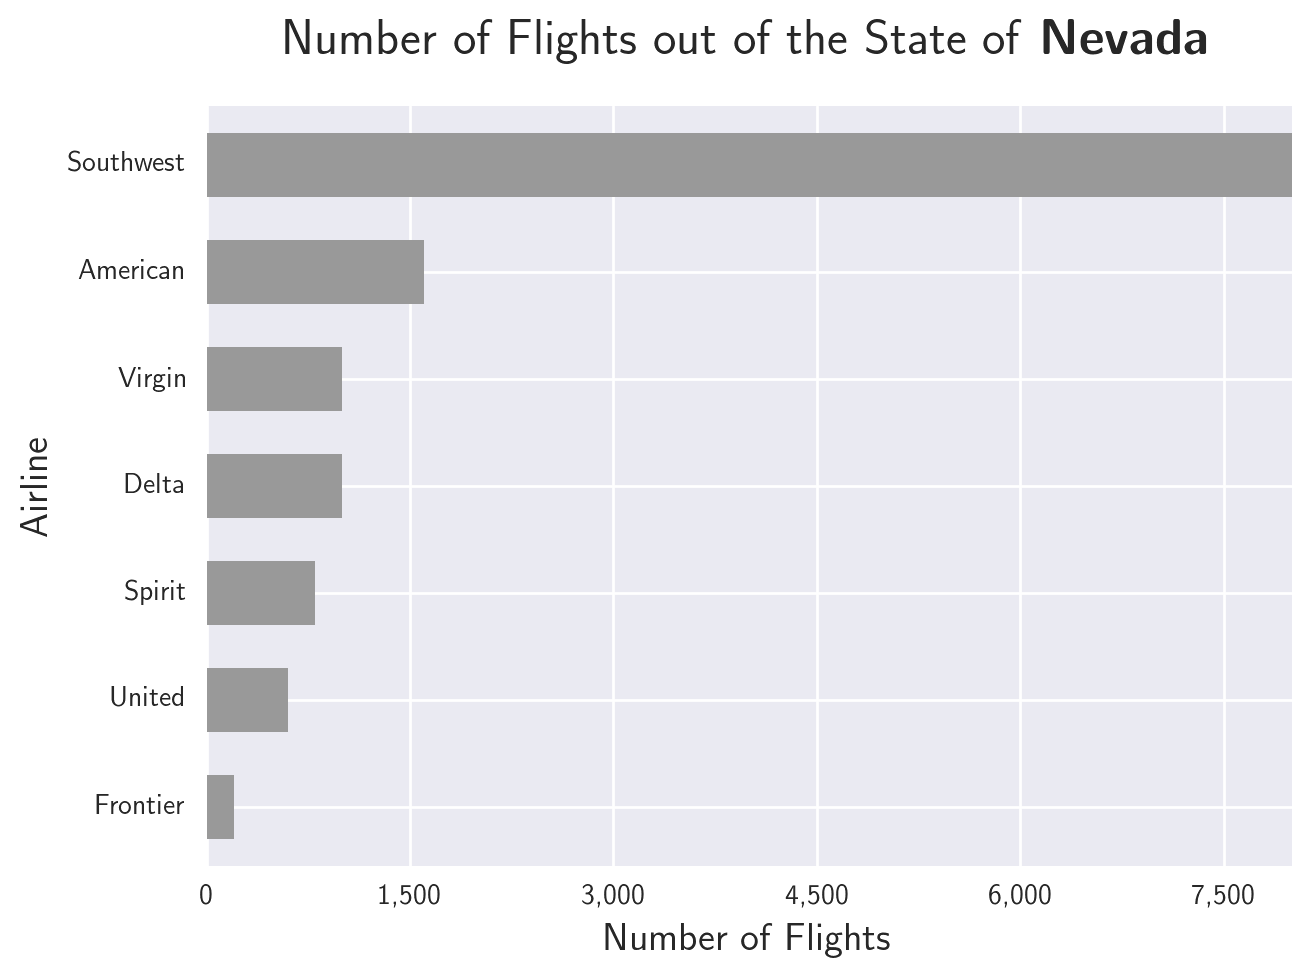 Number of Flights out of the State of Nevada
Southwest
American
Virgin
Delta
Spirit
United
Frontier
Airline
0 1,500 3,000 4,500 6,000 7,500
Number of Flights